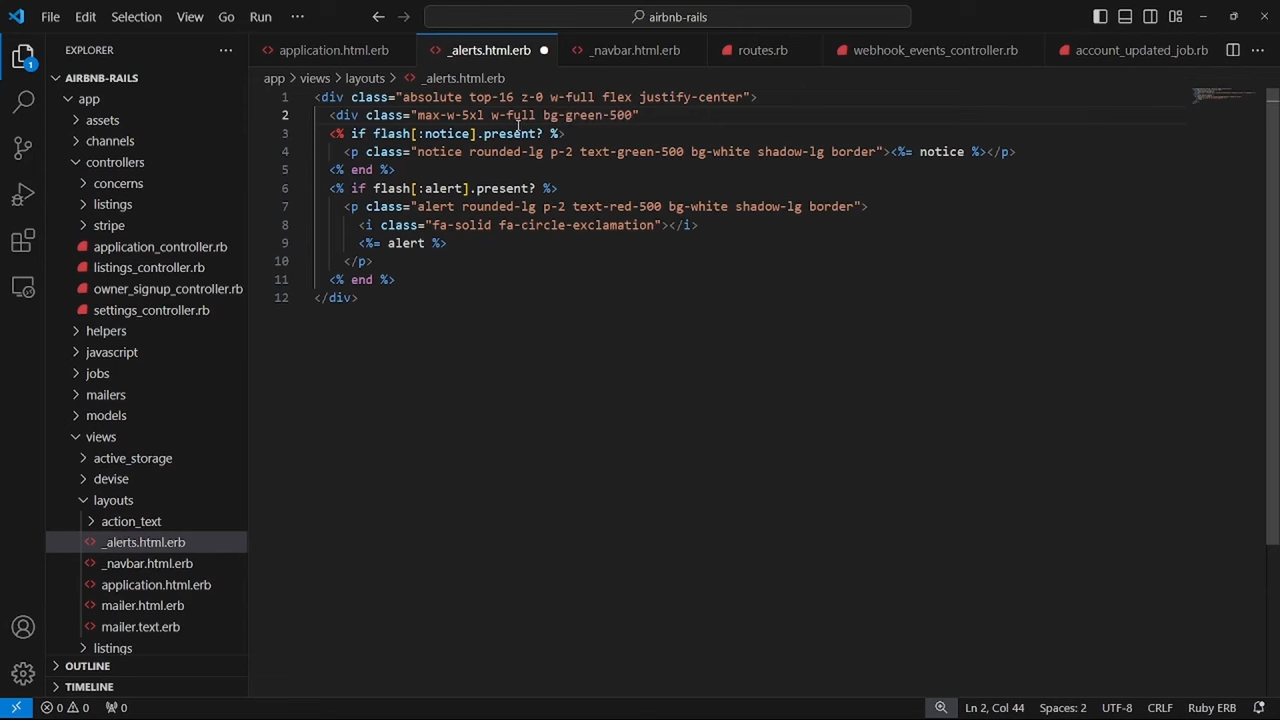 File Edit Selection View Go Run ··· airbnb-rails
EXPLORER
application.html.erb _alerts.html.erb _navbar.html.erb routes.rb webhook_events_controller.rb account_updated_job.rb
app > views > layouts > _alerts.html.erb
AIRBNB-RAILS
app
assets
channels
controllers
concerns
listings
stripe
application_controller.rb
listings_controller.rb
owner_signup_controller.rb
settings_controller.rb
helpers
javascript
jobs
mailers
models
views
active_storage
devise
layouts
action_text
_alerts.html.erb
_navbar.html.erb
application.html.erb
mailer.html.erb
mailer.text.erb
listings
OUTLINE
TIMELINE
1
1 <div class="absolute top-16 z-0 w-full flex justify-center">
2 <div class="max-w-5xl w-full bg-green-500"
3 <% if flash[:notice].present? %>
4 <p class="notice rounded-lg p-2 text-green-500 bg-white shadow-lg border"><%= notice %></p>
5 <% end %>
6 <% if flash[:alert].present? %>
7 <p class="alert rounded-lg p-2 text-red-500 bg-white shadow-lg border">
8 <i class="fa-solid fa-circle-exclamation"></i>
9 <%= alert %>
10 </p>
11 <% end %>
12 </div>
0 0 0 Ln 2, Col 44 Spaces: 2 UTF-8 CRLF Ruby ERB